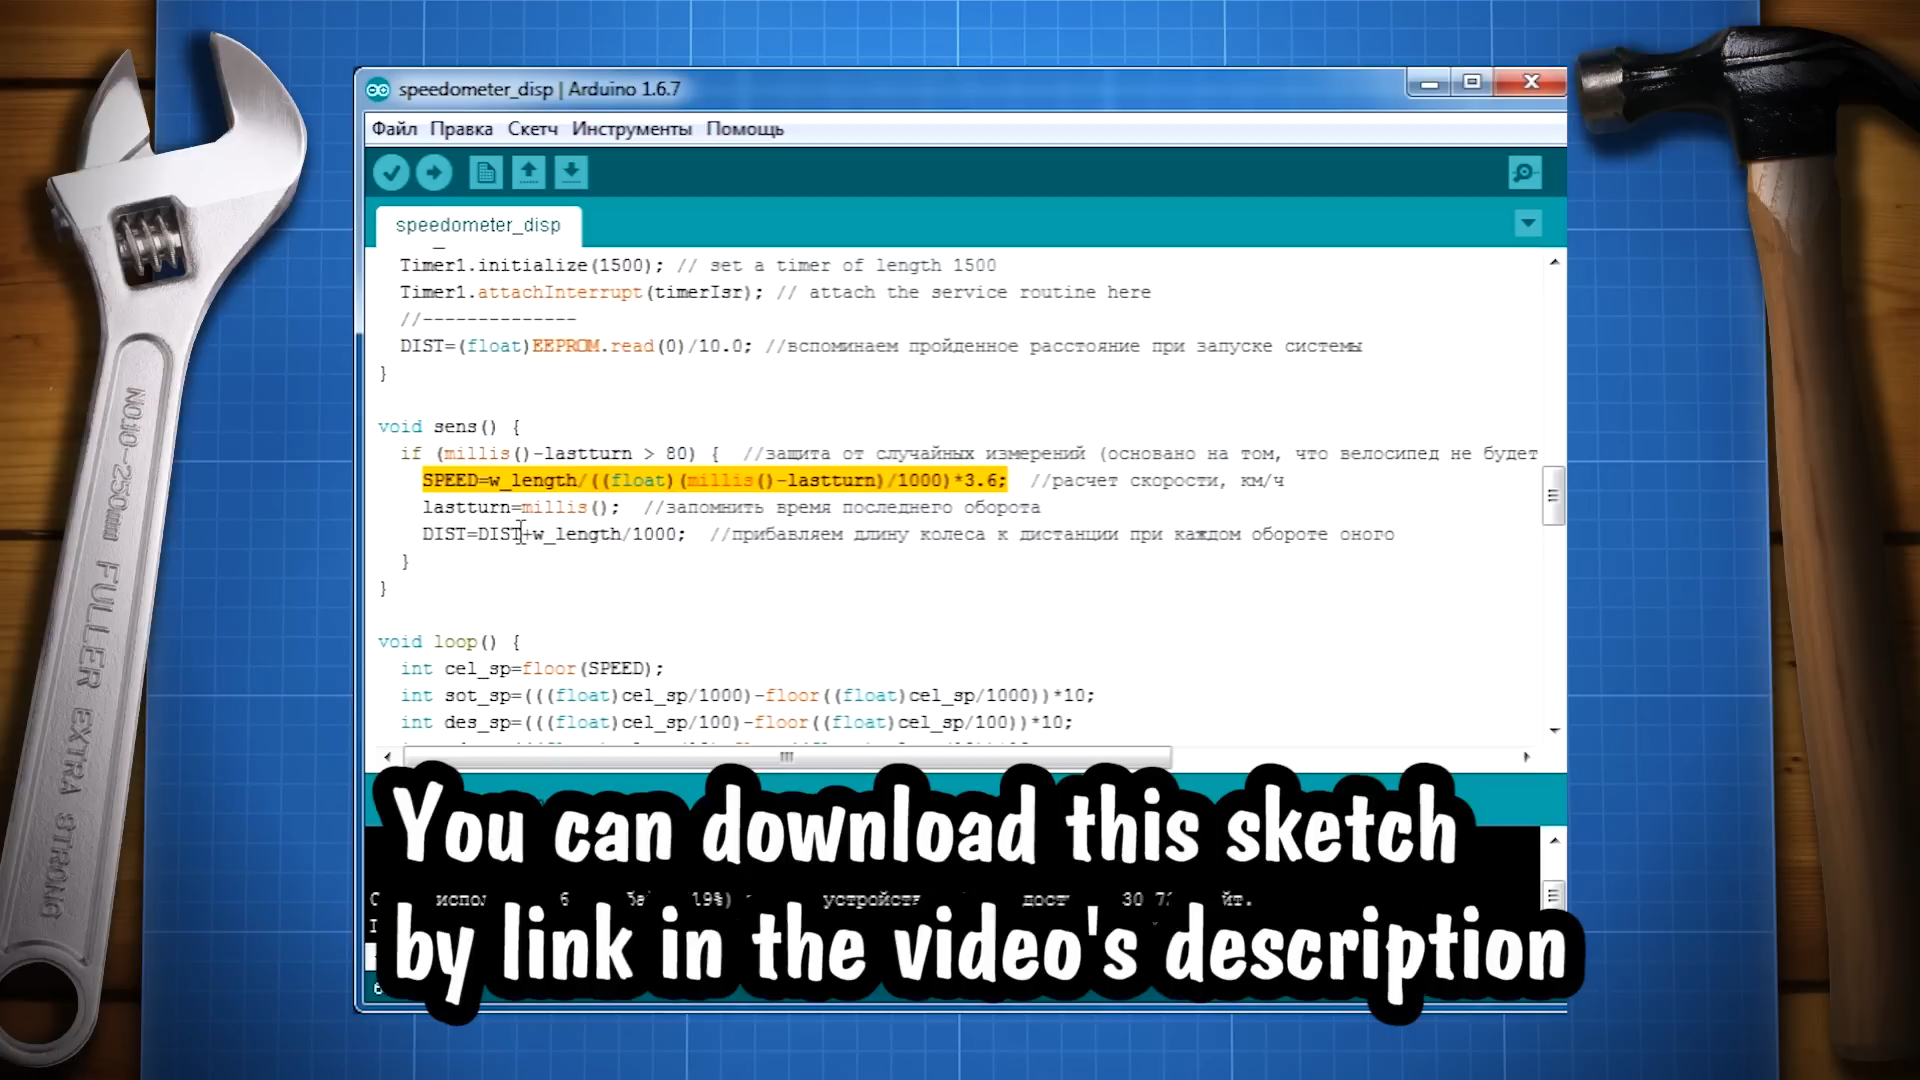 speedometer_disp | Arduino 1.6.7
Файл Правка Скетч Инструменты Помощь
speedometer_disp
Timer1.initialize(1500); // set a timer of length 1500
Timer1.attachInterrupt(timerIsr); // attach the service routine here
//--------------
DIST=(float)EEPROM.read(0)/10.0; //вспоминаем пройденное расстояние при запуске системы
}
void sens() {
if (millis()-lastturn > 80) { //защита от случайных измерений (основано на том, что велосипед не будет
SPEED=w_length/((float)(millis()-lastturn)/1000)*3.6; //расчет скорости, км/ч
lastturn=millis(); //запомнить время последнего оборота
DIST=DIST+w_length/1000; //прибавляем длину колеса к дистанции при каждом обороте оного
}
}
void loop() {
int cel_sp=floor(SPEED);
int sot_sp=(((float)cel_sp/1000)-floor((float)cel_sp/1000))*10;
int des_sp=(((float)cel_sp/100)-floor((float)cel_sp/100))*10;
You can download this sketch
by link in the video's description
NO.10-250mm FULLER EXTRA STRONG